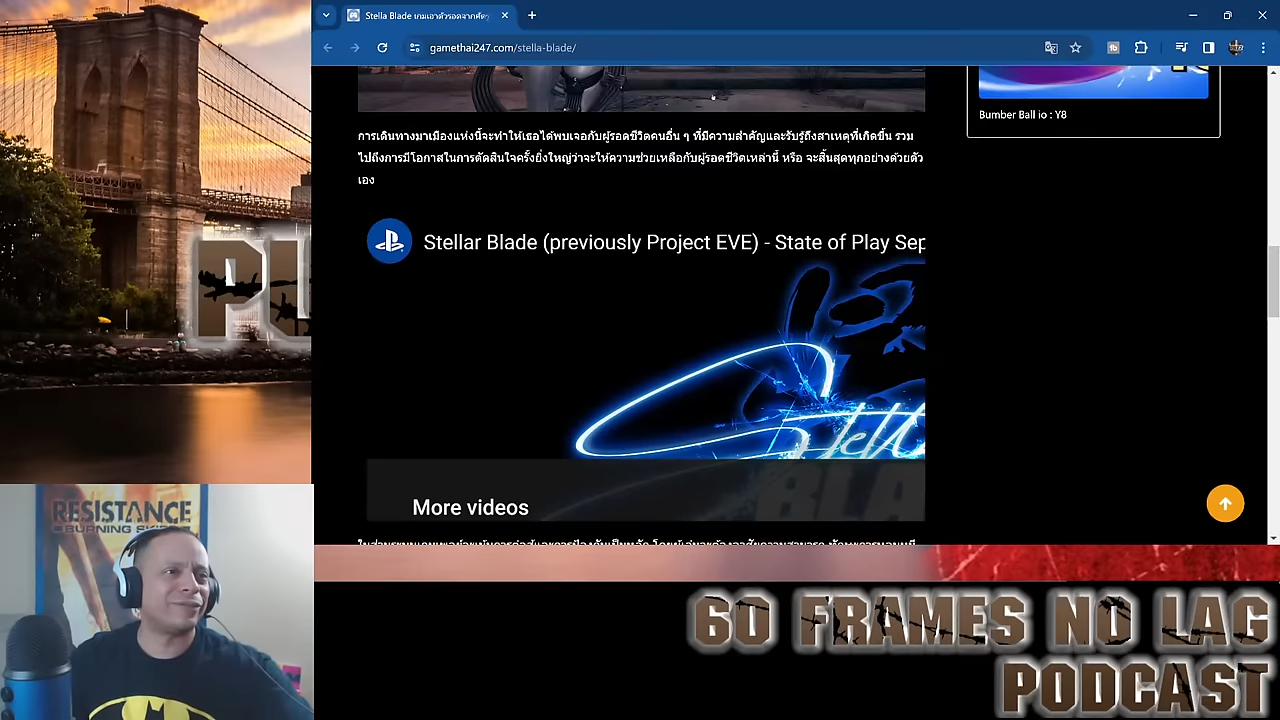 Stella Blade เกมเอาตัวรอดจากศัตรู
gamethai247.com/stella-blade/
Bumber Ball io : Y8
การเดินทางมาเมืองแห่งนี้จะทำให้เธอได้พบเจอกับผู้รอดชีวิตคนอื่น ๆ ที่มีความสำคัญและรับรู้ถึงสาเหตุที่เกิดขึ้น รวม
ไปถึงการมีโอกาสในการตัดสินใจครั้งยิ่งใหญ่ว่าจะให้ความช่วยเหลือกับผู้รอดชีวิตเหล่านี้ หรือ จะสิ้นสุดทุกอย่างด้วยตัว
เอง
Stellar Blade (previously Project EVE) - State of Play Sep
Stell
BLA
More videos
PU
RESISTANCE
BURNING SKIES
60 FRAMES NO LAG
PODCAST